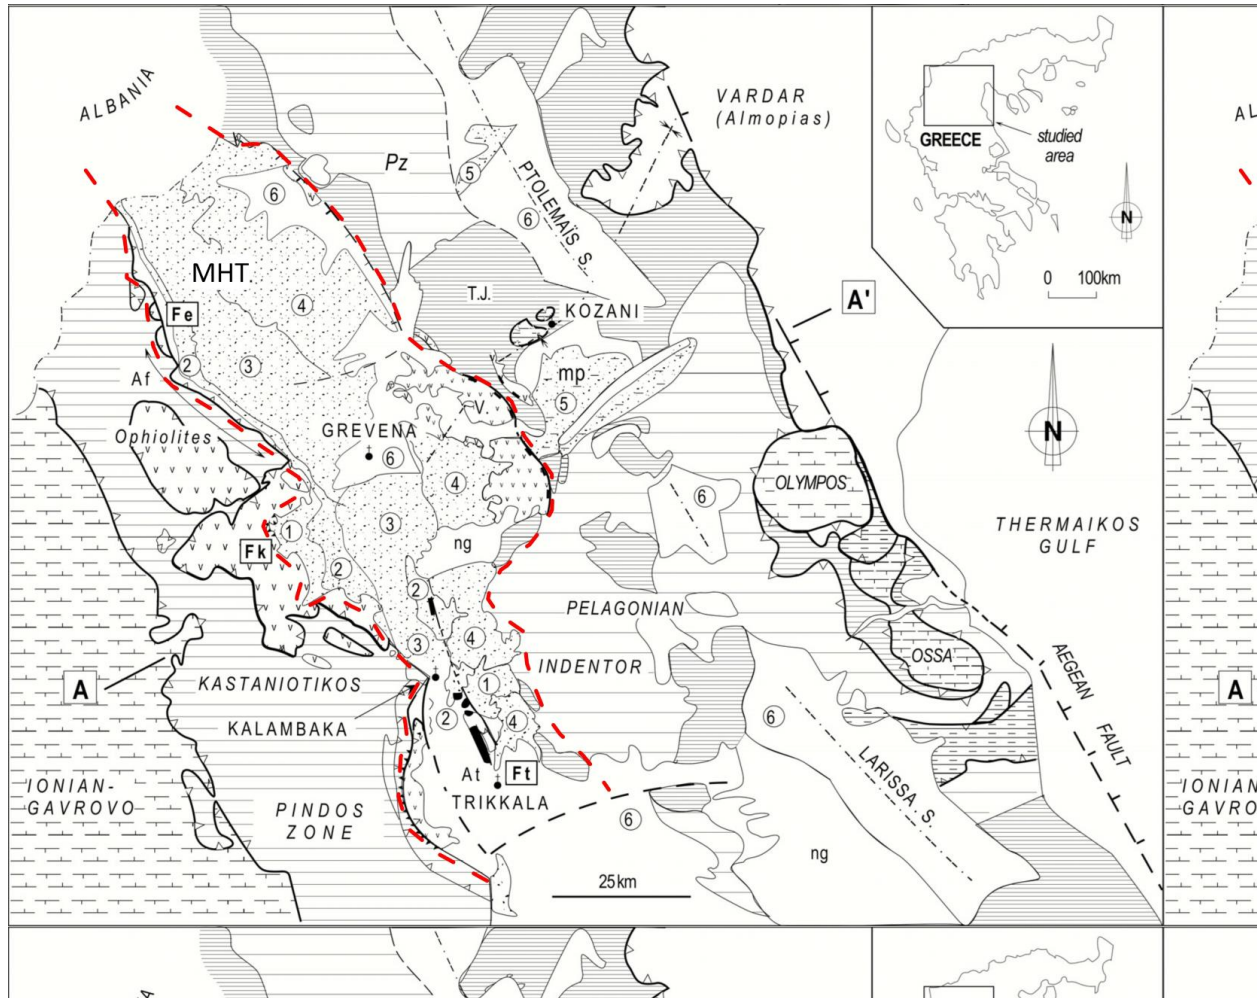 ALBANIA
VARDAR
(Almopias)
GREECE
studied
area
N
0 100km
AL
Pz
5
6
PTOLEMAÏS S.
6
MHT
4
T.J.
KOZANI
A'
Fe
2
3
Af
mp
5
V.
N
Ophiolites
GREVENA
6
4
6
OLYMPOS
3
1
Fk
2
ng
THERMAIKOS
GULF
2
PELAGONIAN
4
3
INDENTOR
OSSA
A
KASTANIOTIKOS
1
A
KALAMBAKA
2
4
6
AEGEAN
FAULT
At
Ft
TRIKKALA
LARISSA. S.
IONIAN-
GAVROVO
PINDOS
ZONE
6
IONIAN
GAVRO
ng
25km